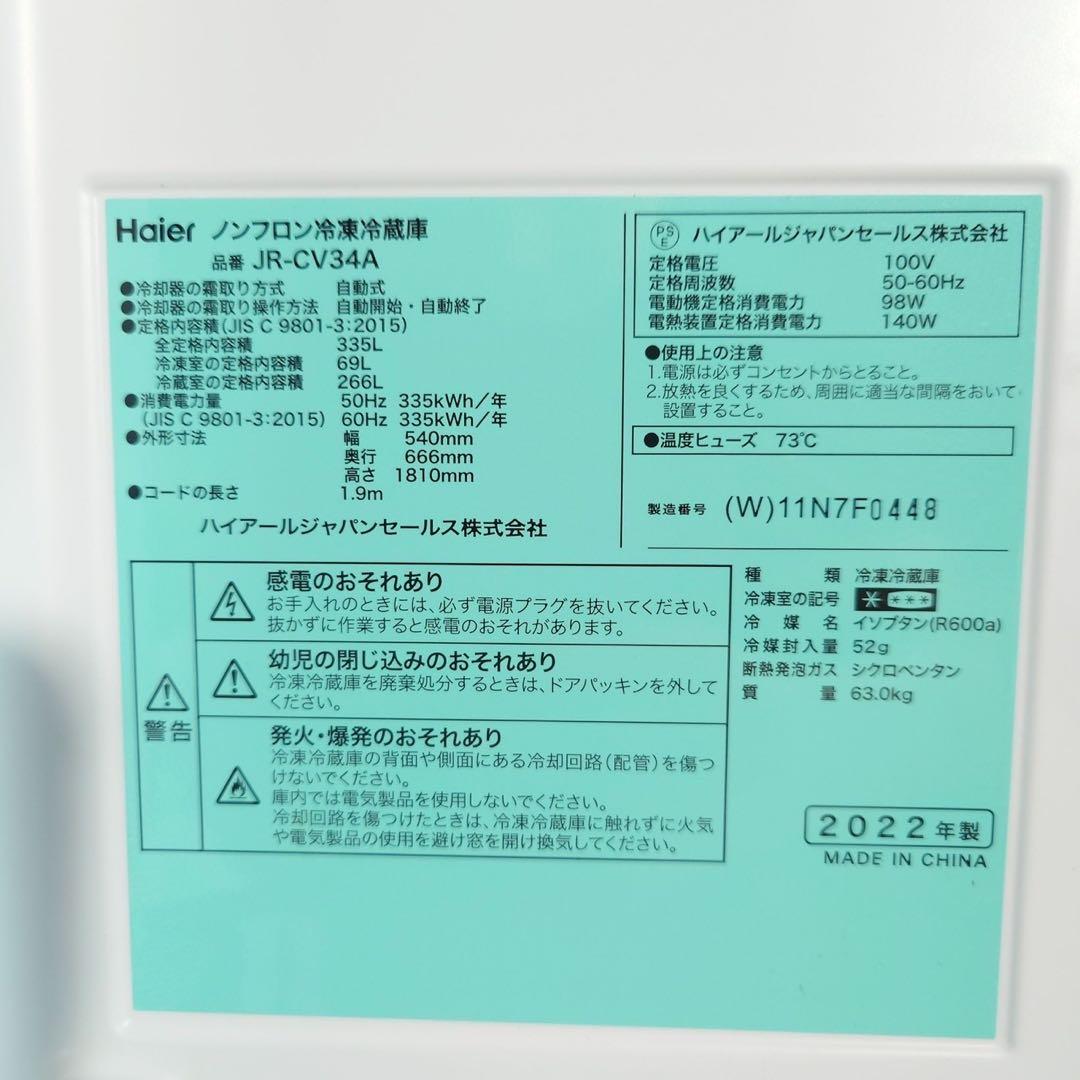 Haier ノンフロン冷凍冷蔵庫
品番 JR-CV34A
●冷却器の霜取り方式 自動式
●冷却器の霜取り操作方法 自動開始・自動終了
●定格内容積(JIS C 9801-3:2015)
全定格内容積 335L
冷凍室の定格内容積 69L
冷蔵室の定格内容積 266L
●消費電力量 50Hz 335kWh/年
(JIS C 9801-3:2015) 60Hz 335kWh/年
●外形寸法 幅 540mm
奥行 666mm
高さ 1810mm
●コードの長さ 1.9m
ハイアールジャパンセールス株式会社
PSE ハイアールジャパンセールス株式会社
定格電圧 100V
定格周波数 50-60Hz
電動機定格消費電力 98W
電熱装置定格消費電力 140W
●使用上の注意
1.電源は必ずコンセントからとること。
2.放熱を良くするため、周囲に適当な間隔をおいて
設置すること。
●温度ヒューズ 73℃
製造番号 (W)11N7F0448
警告
感電のおそれあり
お手入れのときには、必ず電源プラグを抜いてください。
抜かずに作業すると感電のおそれがあります。
幼児の閉じ込みのおそれあり
冷凍冷蔵庫を廃棄処分するときは、ドアパッキンを外して
ください。
発火・爆発のおそれあり
冷凍冷蔵庫の背面や側面にある冷却回路(配管)を傷つ
けないでください。
庫内では電気製品を使用しないでください。
冷却回路を傷つけたときは、冷凍冷蔵庫に触れずに火気
や電気製品の使用を避け窓を開け換気してください。
種類 冷凍冷蔵庫
冷凍室の記号 * ***
冷媒名 イソブタン(R600a)
冷媒封入量 52g
断熱発泡ガス シクロペンタン
質量 63.0kg
2022年製
MADE IN CHINA